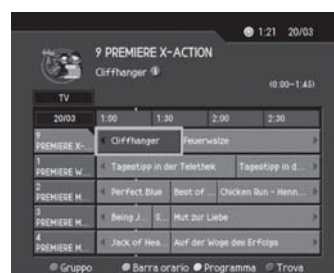 1:21 20/03
9 PREMIERE X-ACTION
Cliffhanger
(0:00-1:45)
TV
20/03 1:00 1:30 2:00 2:30
9 PREMIERE X-... Cliffhanger Feuerwalze
1 PREMIERE W... Tagestipp in der Telethek Tagestipp in d...
2 PREMIERE M... Perfect Blue Best of ... Chicken Run - Henn...
3 PREMIERE M... Being J... S... Mut zur Liebe
4 PREMIERE M... Jack of Hea... Auf der Woge des Erfolgs
Gruppo Barra orario Programma Trova